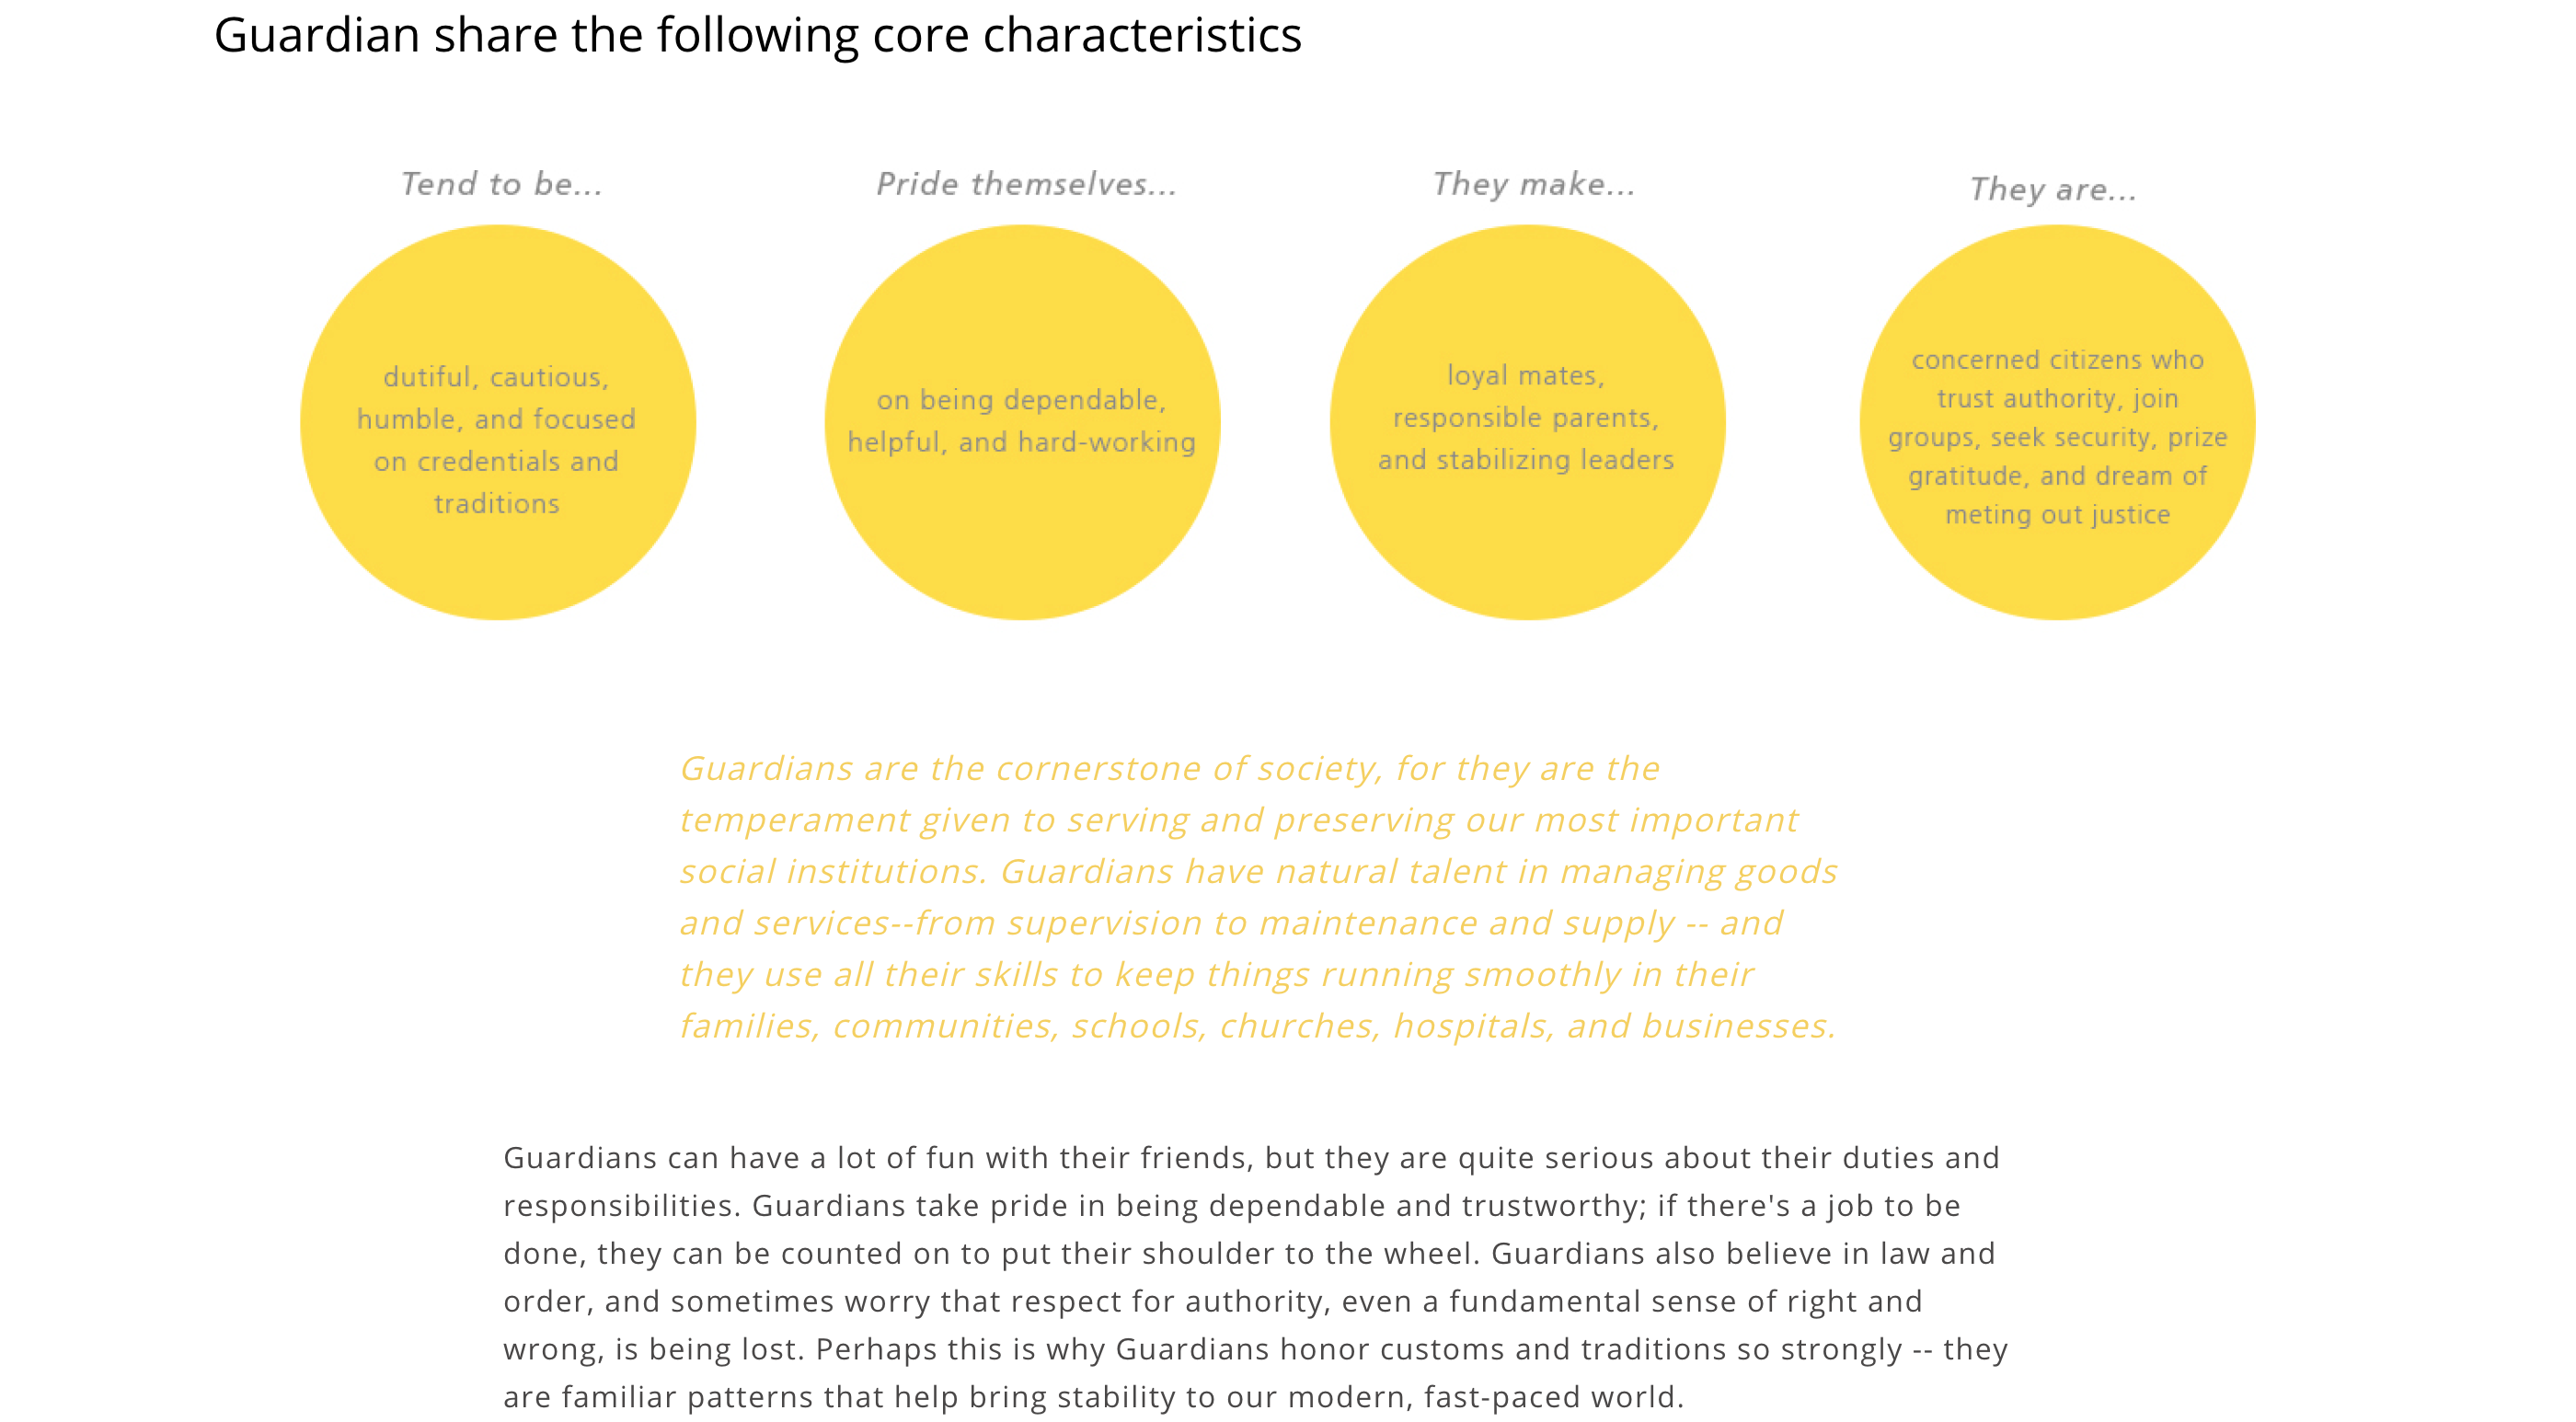 Guardian share the following core characteristics
Tend to be...
dutiful, cautious,
humble, and focused
on credentials and
traditions
Pride themselves...
on being dependable,
helpful, and hard-working
They make...
loyal mates,
responsible parents,
and stabilizing leaders
They are...
concerned citizens who
trust authority, join
groups, seek security, prize
gratitude, and dream of
meting out justice
Guardians are the cornerstone of society, for they are the
temperament given to serving and preserving our most important
social institutions. Guardians have natural talent in managing goods
and services--from supervision to maintenance and supply -- and
they use all their skills to keep things running smoothly in their
families, communities, schools, churches, hospitals, and businesses.
Guardians can have a lot of fun with their friends, but they are quite serious about their duties and
responsibilities. Guardians take pride in being dependable and trustworthy; if there's a job to be
done, they can be counted on to put their shoulder to the wheel. Guardians also believe in law and
order, and sometimes worry that respect for authority, even a fundamental sense of right and
wrong, is being lost. Perhaps this is why Guardians honor customs and traditions so strongly -- they
are familiar patterns that help bring stability to our modern, fast-paced world.